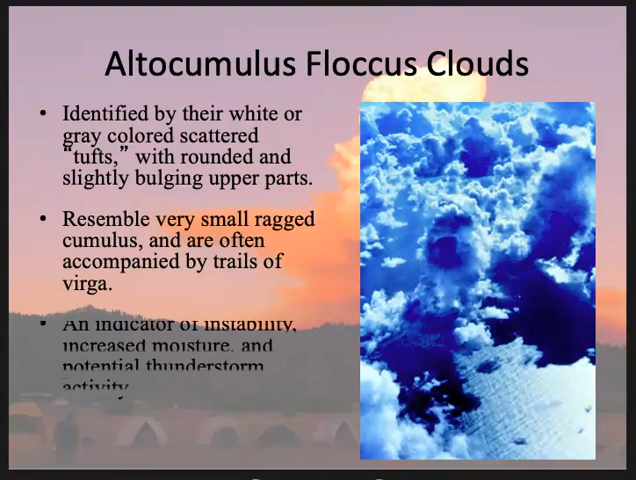 Altocumulus Floccus Clouds
• Identified by their white or
gray colored scattered
“tufts,” with rounded and
slightly bulging upper parts.
• Resemble very small ragged
cumulus, and are often
accompanied by trails of
virga.
• An indicator of instability,
increased moisture, and
potential thunderstorm
activity.